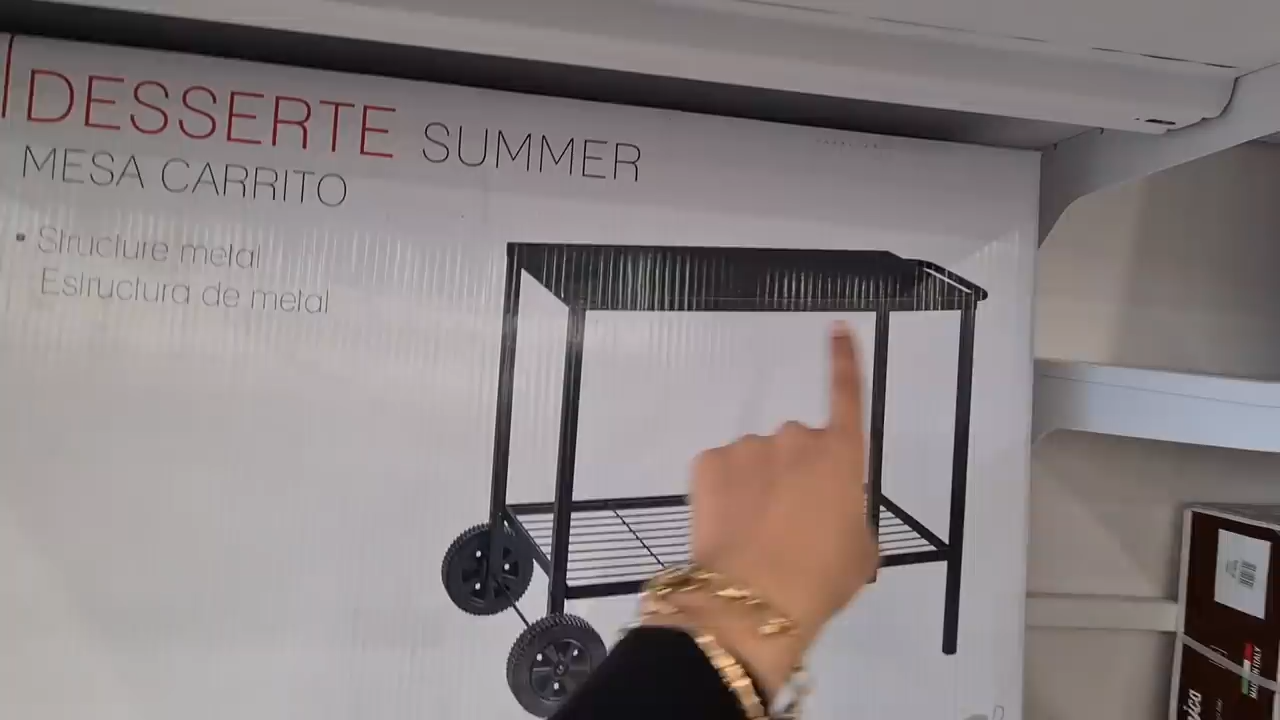 DESSERTE SUMMER
MESA CARRITO
• Structure metal
Estructura de metal